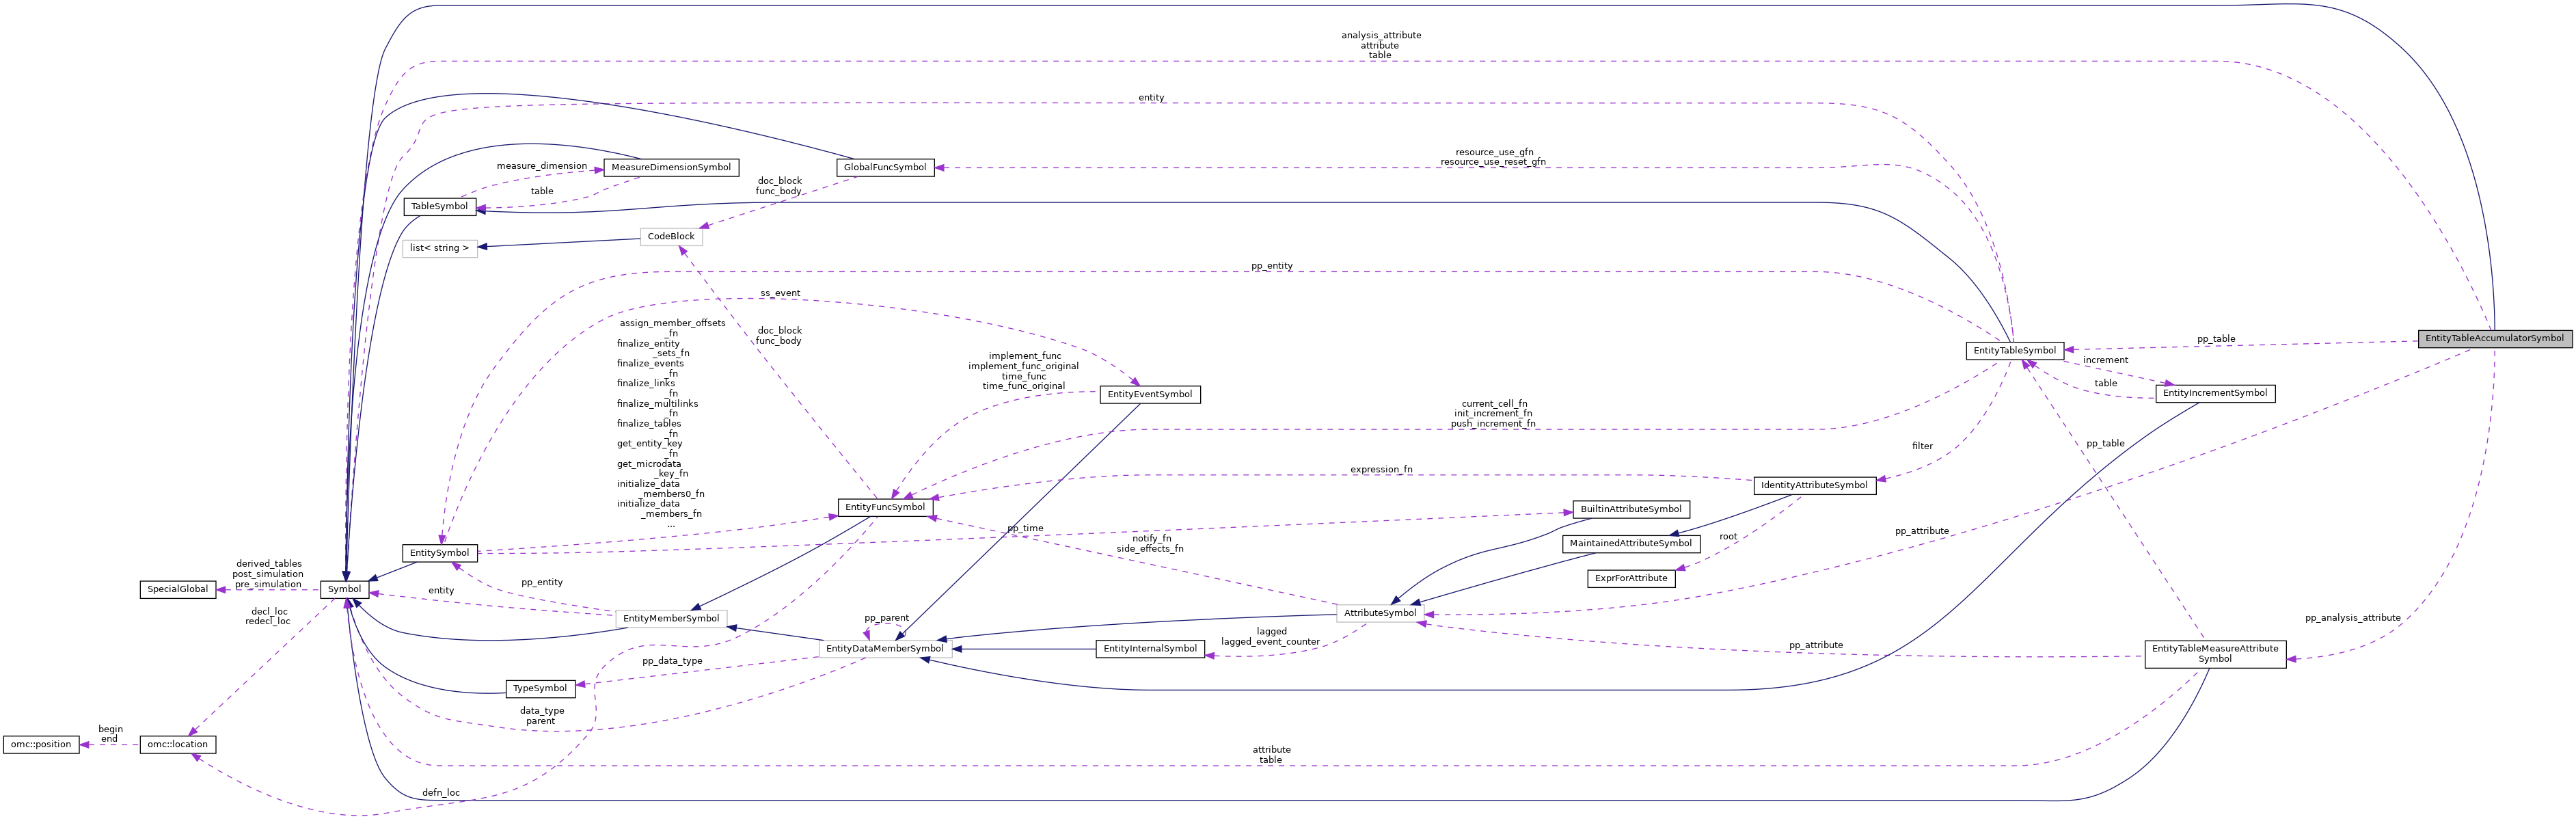 analysis_attribute
attribute
table
entity
measure_dimension
MeasureDimensionSymbol
GlobalFuncSymbol
resource_use_gfn
resource_use_reset_gfn
doc_block
func_body
table
TableSymbol
CodeBlock
list< string >
pp_entity
ss_event
assign_member_offsets
_fn
finalize_entity
_sets_fn
finalize_events
_fn
finalize_links
_fn
finalize_multilinks
_fn
finalize_tables
_fn
get_entity_key
_fn
get_microdata
_key_fn
initialize_data
_members0_fn
initialize_data
_members_fn
...
doc_block
func_body
implement_func
implement_func_original
time_func
time_func_original
EntityEventSymbol
EntityTableSymbol
pp_table
EntityTableAccumulatorSymbol
increment
table
EntityIncrementSymbol
current_cell_fn
init_increment_fn
push_increment_fn
filter
pp_table
expression_fn
IdentityAttributeSymbol
EntityFuncSymbol
BuiltinAttributeSymbol
pp_time
notify_fn
side_effects_fn
MaintainedAttributeSymbol
root
pp_attribute
EntitySymbol
ExprForAttribute
derived_tables
post_simulation
pre_simulation
SpecialGlobal
Symbol
pp_entity
entity
EntityMemberSymbol
AttributeSymbol
decl_loc
redecl_loc
pp_parent
EntityDataMemberSymbol
lagged
lagged_event_counter
EntityInternalSymbol
pp_attribute
pp_analysis_attribute
EntityTableMeasureAttribute
Symbol
pp_data_type
TypeSymbol
data_type
parent
begin
end
omc::position
omc::location
attribute
table
defn_loc